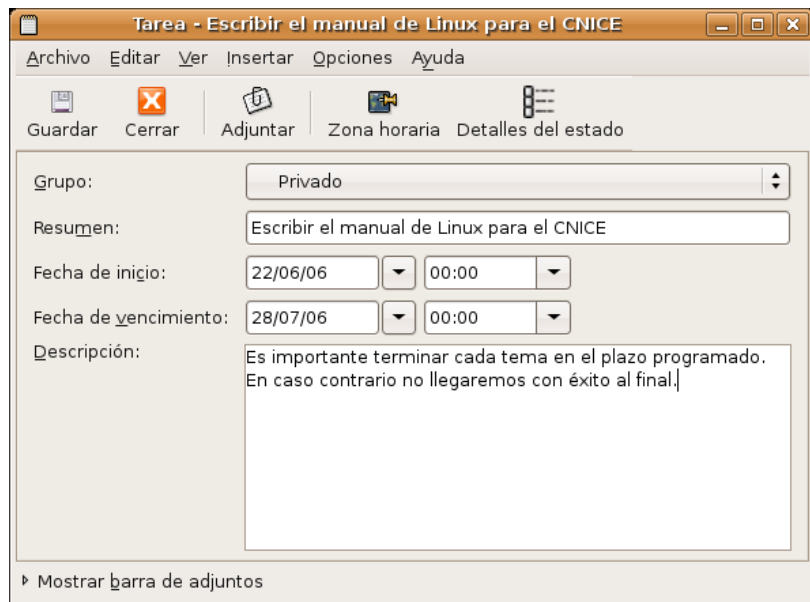 Tarea - Escribir el manual de Linux para el CNICE
Archivo Editar Ver Insertar Opciones Ayuda
Guardar Cerrar Adjuntar Zona horaria Detalles del estado
Grupo: Privado
Resumen: Escribir el manual de Linux para el CNICE
Fecha de inicio: 22/06/06 00:00
Fecha de vencimiento: 28/07/06 00:00
Descripción: Es importante terminar cada tema en el plazo programado.
En caso contrario no llegaremos con éxito al final.
Mostrar barra de adjuntos